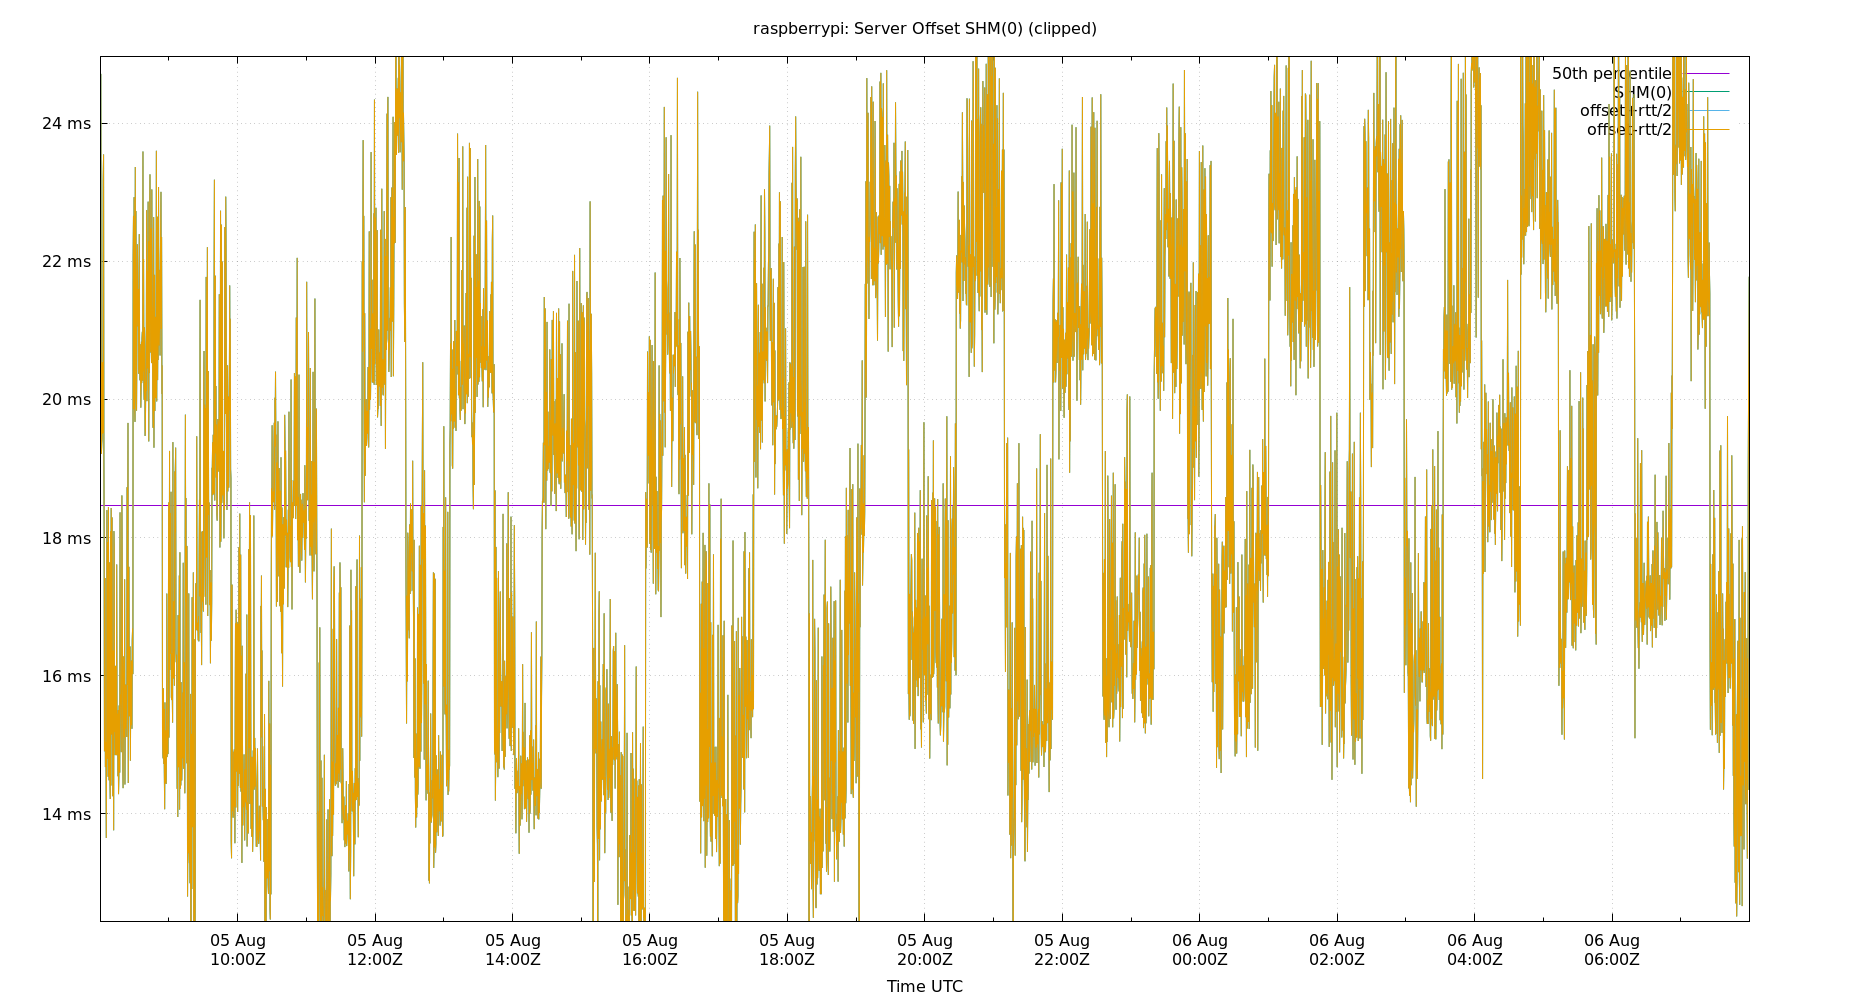 raspberrypi: Server Offset SHM(0) (clipped)
50th percentile
SHM(0)
offset+rtt/2
offset-rtt/2
24 ms
22 ms
20 ms
18 ms
16 ms
14 ms
05 Aug 05 Aug 05 Aug 05 Aug 05 Aug 05 Aug 05 Aug 06 Aug 06 Aug 06 Aug 06 Aug
10:00Z 12:00Z 14:00Z 16:00Z 18:00Z 20:00Z 22:00Z 00:00Z 02:00Z 04:00Z 06:00Z
Time UTC